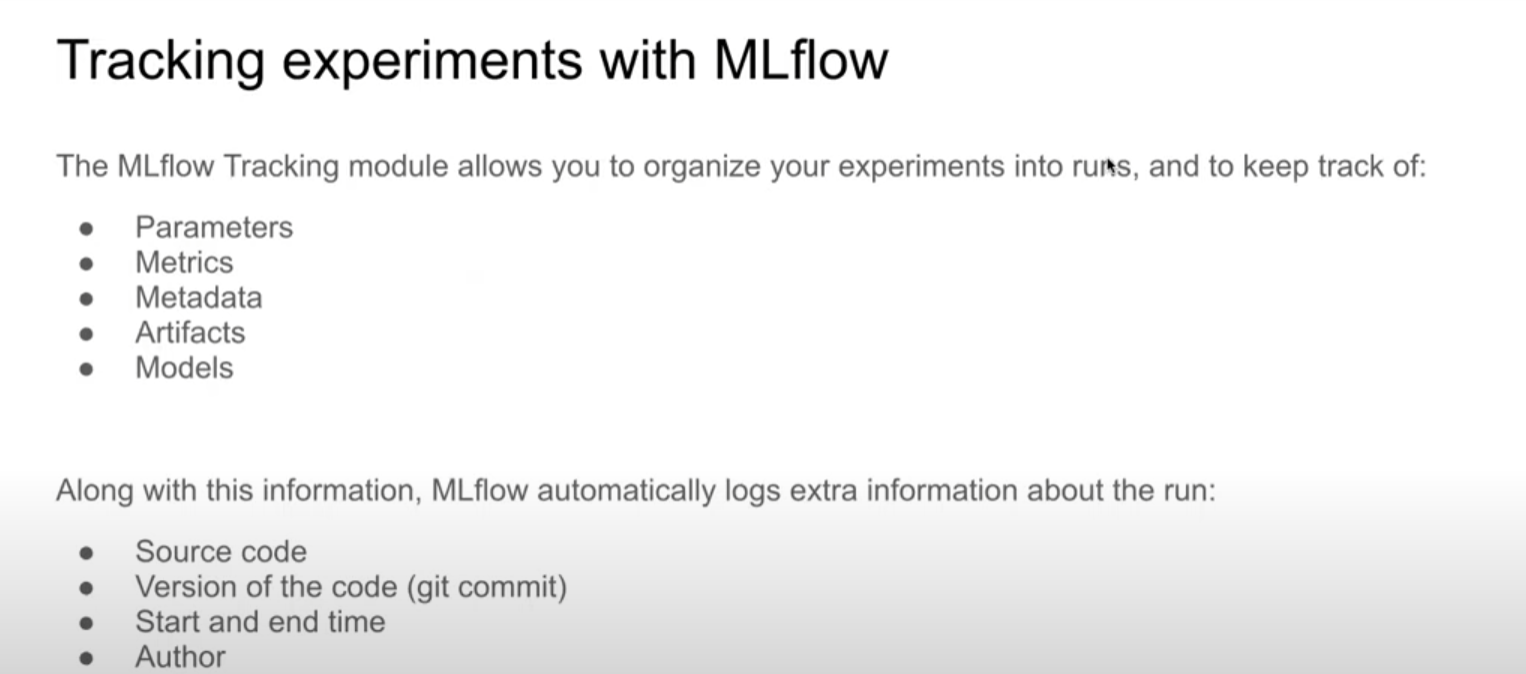 Tracking experiments with MLflow
The MLflow Tracking module allows you to organize your experiments into runs, and to keep track of:
● Parameters
● Metrics
● Metadata
● Artifacts
● Models
Along with this information, MLflow automatically logs extra information about the run:
● Source code
● Version of the code (git commit)
● Start and end time
● Author